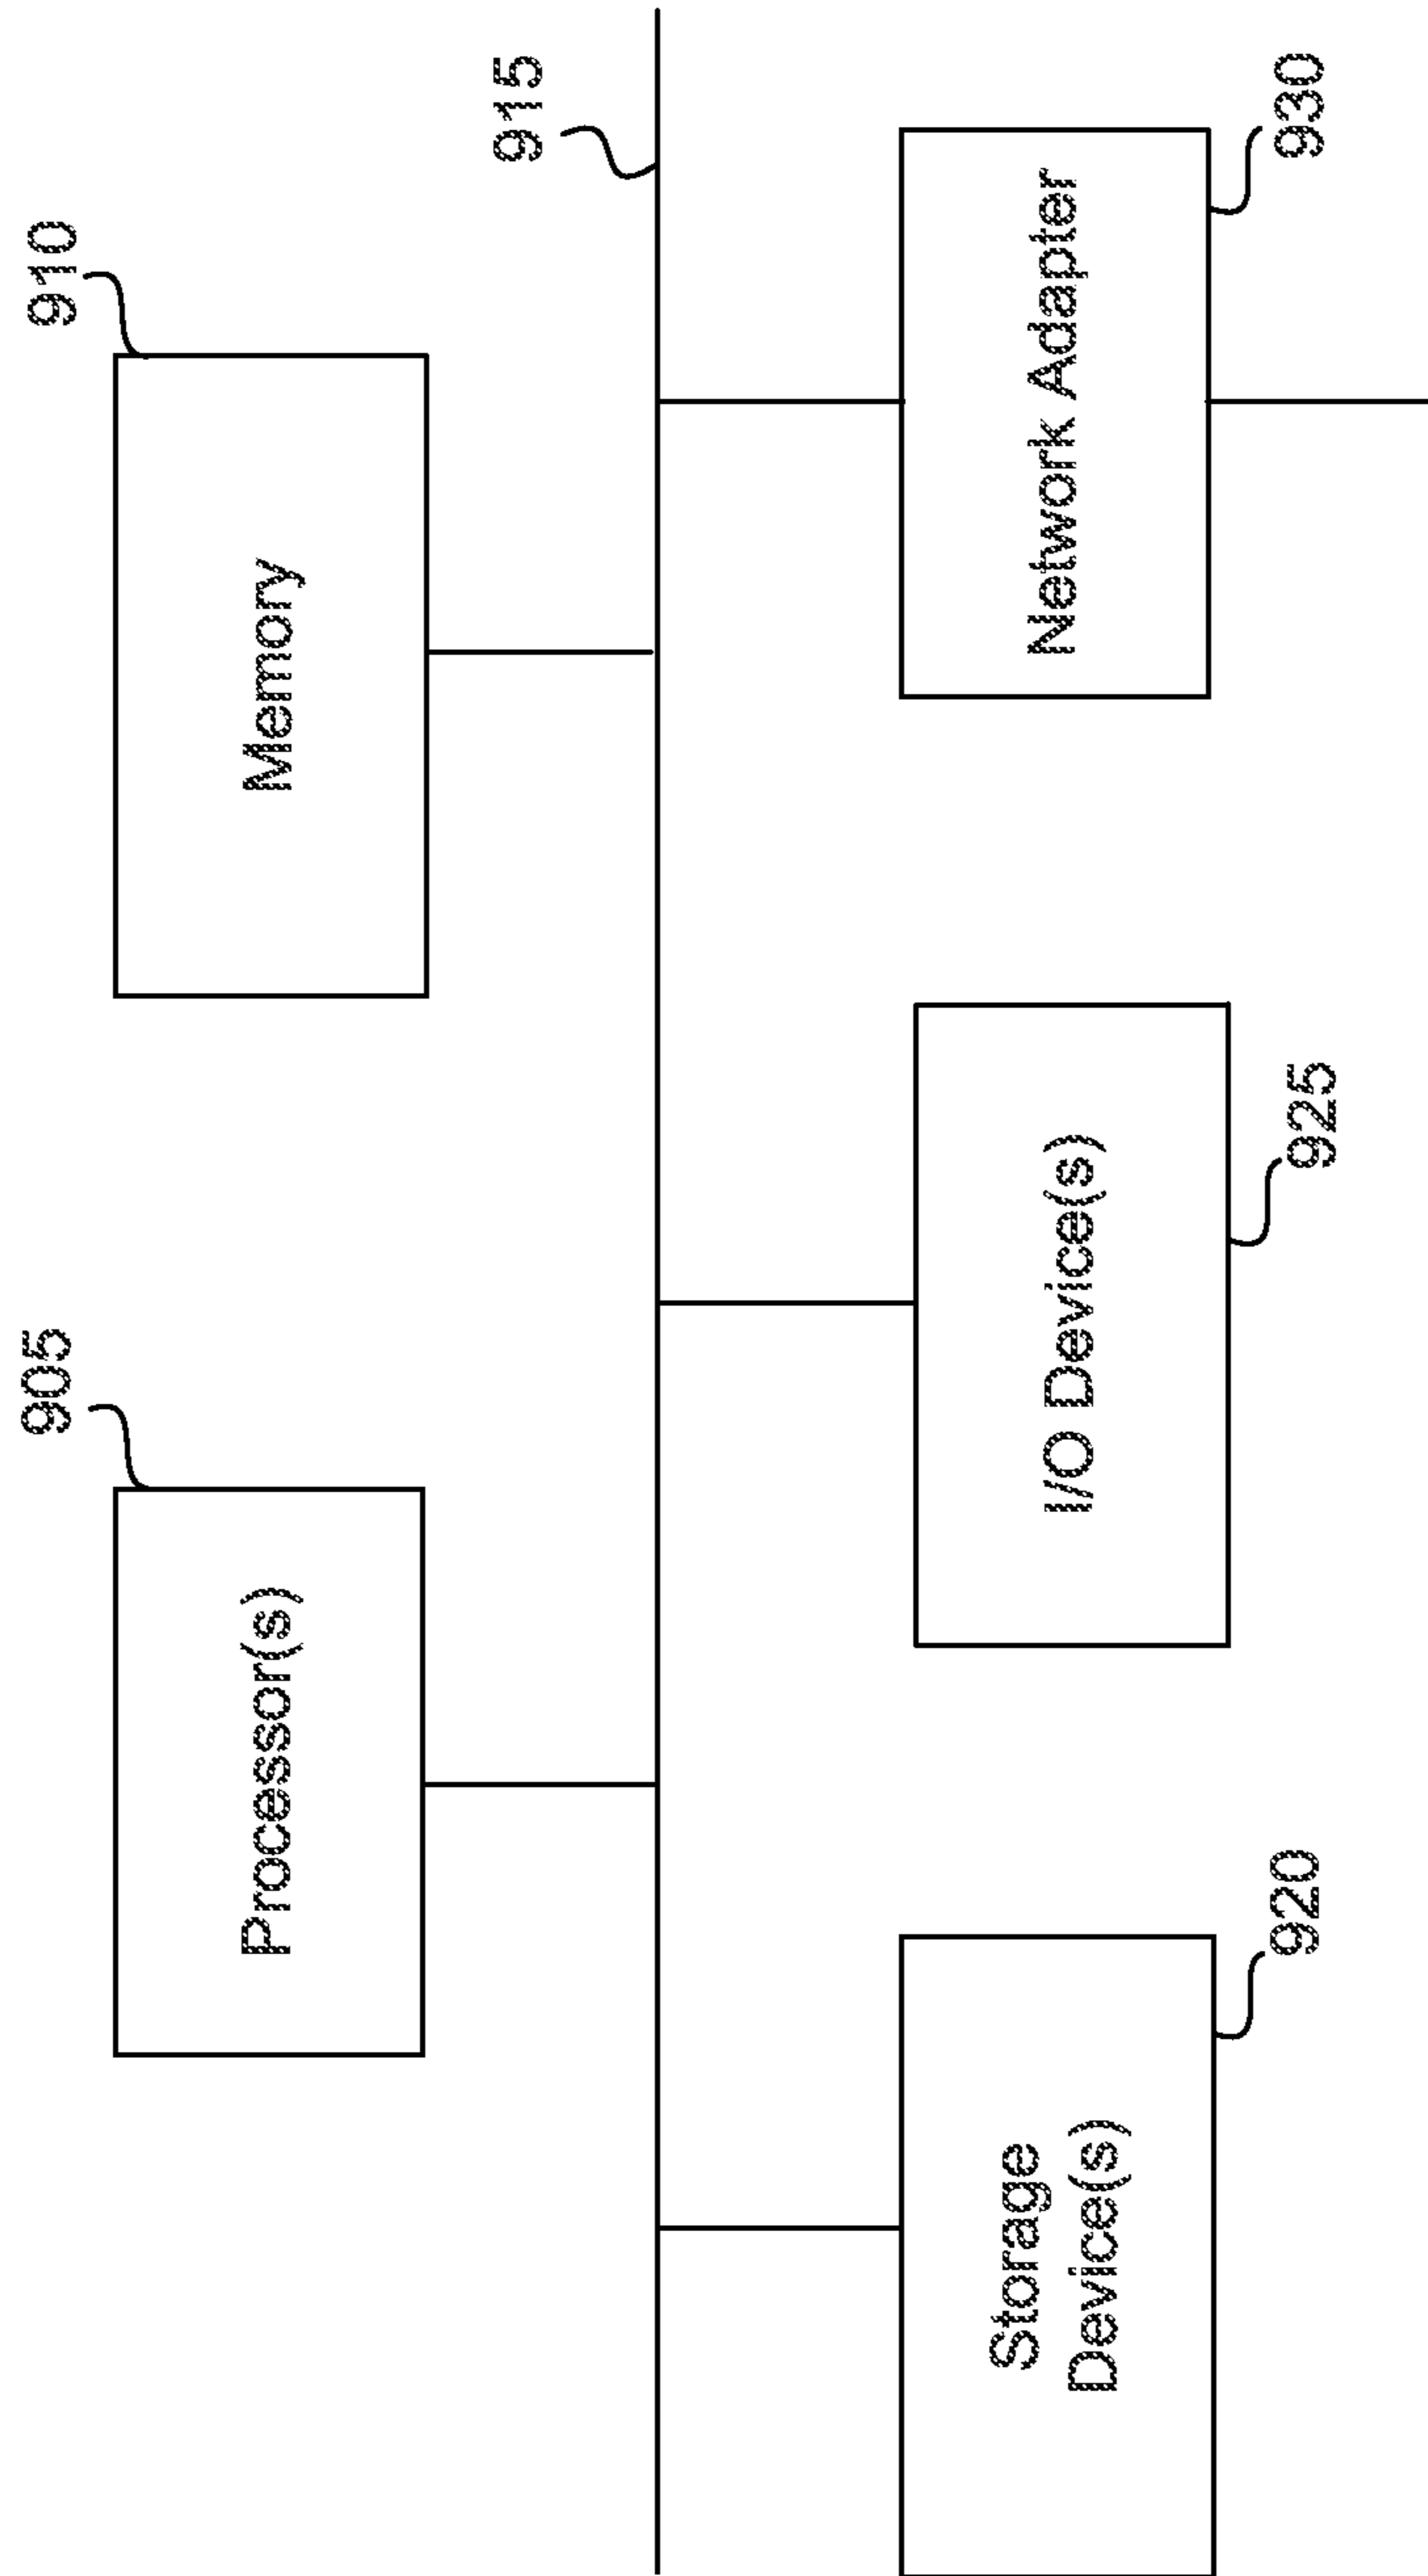 905
910
Processor(s)
Memory
915
Storage
Device(s)
I/O Device(s)
Network Adapter
920
925
930